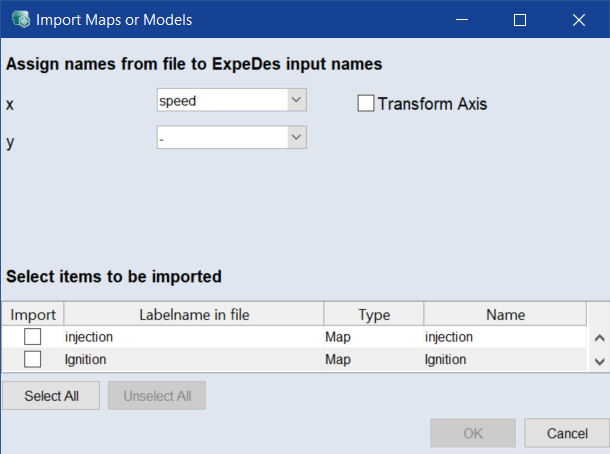 Import Maps or Models
Assign names from file to ExpeDes input names
x speed Transform Axis
y -
Select items to be imported
Import Labelname in file Type Name
injection Map injection
Ignition Map Ignition
Select All Unselect All
OK Cancel